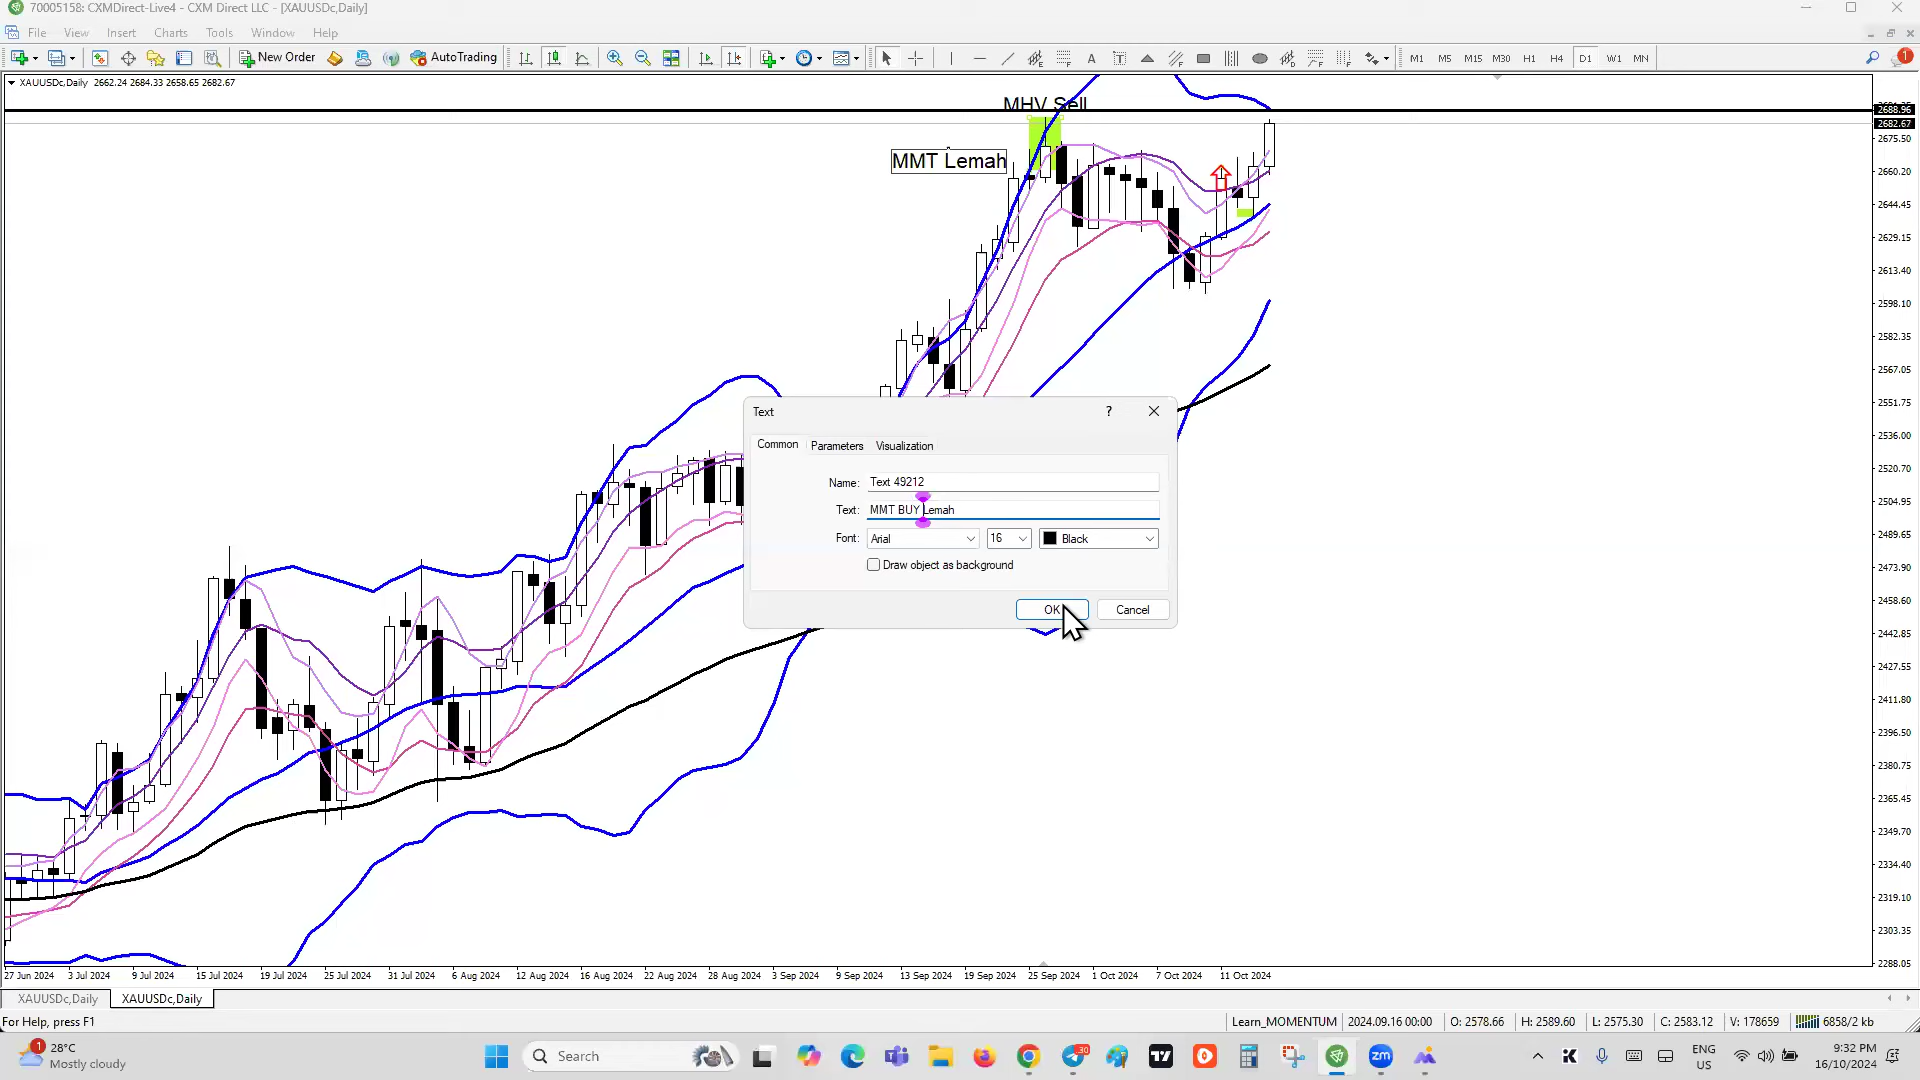 70005158: CXMDirect-Live4 - CXM Direct LLC - [XAUUSDc,Daily]
File View Insert Charts Tools Window Help
New Order AutoTrading A T M1 M5 M15 M30 H1 H4 D1 W1 MN 1
XAUUSDc,Daily 2662.24 2684.33 2658.65 2682.67
MHV Sell
MMT Lemah
2688.96
2682.67
2675.50
2660.20
2644.45
2629.15
2613.40
2598.10
2582.35
2567.05
2551.75
2536.00
2520.70
2504.95
2489.65
2473.90
2458.60
2442.85
2427.55
2411.80
2396.50
2380.75
2365.45
2349.70
2334.40
2319.10
2303.35
2288.05
Text ?
Common Parameters Visualization
Name: Text 49212
Text: MMT BUY Lemah
Font: Arial 16 Black
Draw object as background
OK Cancel
27 Jun 2024 3 Jul 2024 9 Jul 2024 15 Jul 2024 19 Jul 2024 25 Jul 2024 31 Jul 2024 6 Aug 2024 12 Aug 2024 16 Aug 2024 22 Aug 2024 28 Aug 2024 3 Sep 2024 9 Sep 2024 13 Sep 2024 19 Sep 2024 25 Sep 2024 1 Oct 2024 7 Oct 2024 11 Oct 2024
XAUUSDc,Daily XAUUSDc,Daily
For Help, press F1 Learn_MOMENTUM 2024.09.16 00:00 O: 2578.66 H: 2589.60 L: 2575.30 C: 2583.12 V: 178659 6858/2 kb
1 28°C
Mostly cloudy
Search
30
zm
ENG
US
9:32 PM
16/10/2024